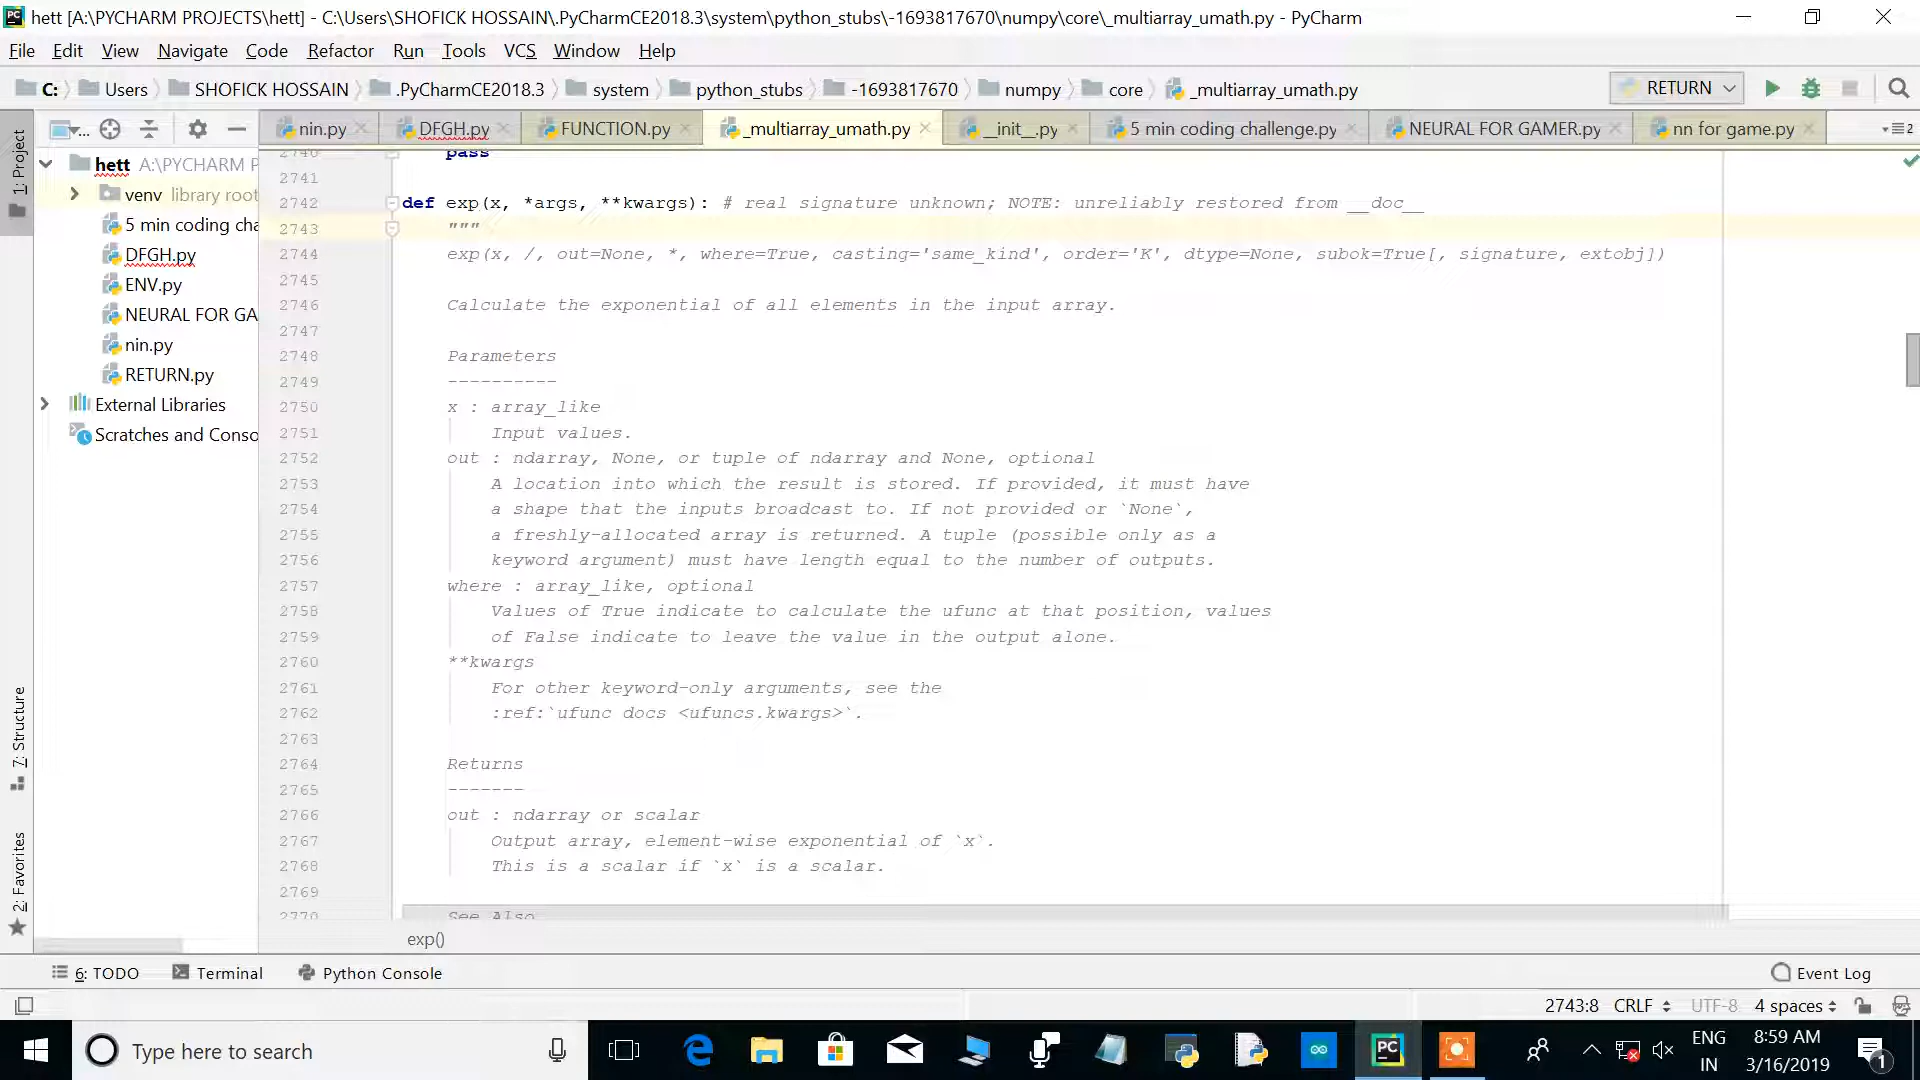 hett [A:\PYCHARM PROJECTS\hett] - C:\Users\SHOFICK HOSSAIN\.PyCharmCE2018.3\system\python_stubs\-1693817670\numpy\core\_multiarray_umath.py - PyCharm
File Edit View Navigate Code Refactor Run Tools VCS Window Help
C: Users SHOFICK HOSSAIN .PyCharmCE2018.3 system python_stubs -1693817670 numpy core _multiarray_umath.py RETURN
... nin.py DFGH.py FUNCTION.py _multiarray_umath.py __init__.py 5 min coding challenge.py NEURAL FOR GAMER.py nn for game.py 2
1: Project
hett A:\PYCHARM P
venv library root
5 min coding cha
DFGH.py
ENV.py
NEURAL FOR GA
nin.py
RETURN.py
External Libraries
Scratches and Conso
7: Structure
2: Favorites
2740 pass
2741
2742 def exp(x, *args, **kwargs): # real signature unknown; NOTE: unreliably restored from __doc__
2743 """
2744 exp(x, /, out=None, *, where=True, casting='same_kind', order='K', dtype=None, subok=True[, signature, extobj])
2745
2746 Calculate the exponential of all elements in the input array.
2747
2748 Parameters
2749 ----------
2750 x : array_like
2751 Input values.
2752 out : ndarray, None, or tuple of ndarray and None, optional
2753 A location into which the result is stored. If provided, it must have
2754 a shape that the inputs broadcast to. If not provided or `None`,
2755 a freshly-allocated array is returned. A tuple (possible only as a
2756 keyword argument) must have length equal to the number of outputs.
2757 where : array_like, optional
2758 Values of True indicate to calculate the ufunc at that position, values
2759 of False indicate to leave the value in the output alone.
2760 **kwargs
2761 For other keyword-only arguments, see the
2762 :ref:`ufunc docs <ufuncs.kwargs>`.
2763
2764 Returns
2765 -------
2766 out : ndarray or scalar
2767 Output array, element-wise exponential of `x`.
2768 This is a scalar if `x` is a scalar.
2769
2770 See Also
exp()
6: TODO Terminal Python Console Event Log
2743:8 CRLF UTF-8 4 spaces
Type here to search
PC
ENG
IN
8:59 AM
3/16/2019
1